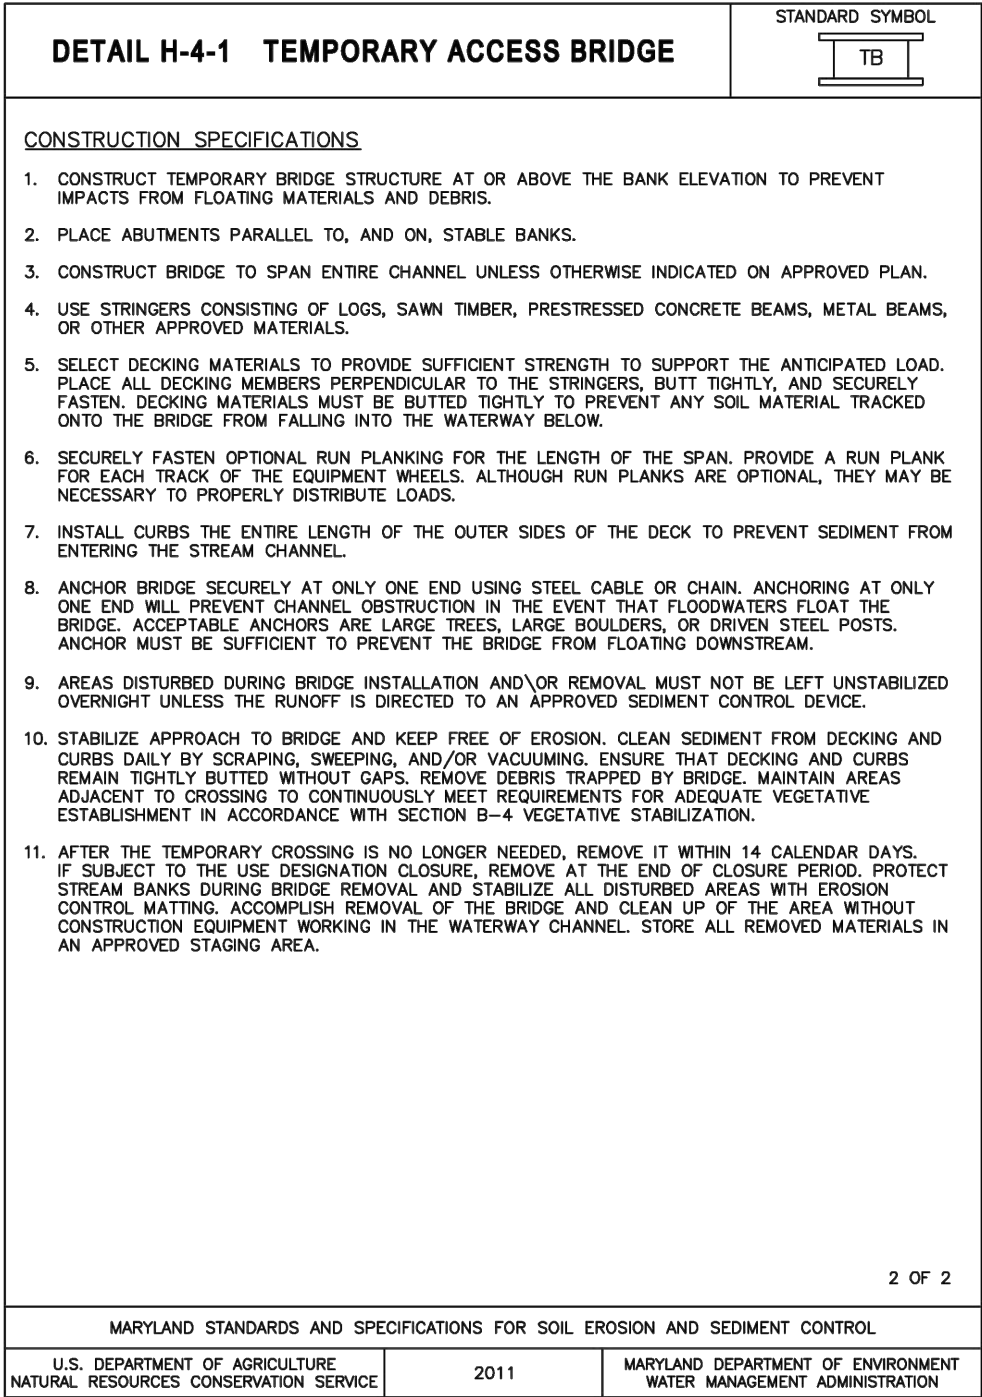 DETAIL H-4-1 TEMPORARY ACCESS BRIDGE
STANDARD SYMBOL
TB
CONSTRUCTION SPECIFICATIONS
1. CONSTRUCT TEMPORARY BRIDGE STRUCTURE AT OR ABOVE THE BANK ELEVATION TO PREVENT
IMPACTS FROM FLOATING MATERIALS AND DEBRIS.
2. PLACE ABUTMENTS PARALLEL TO, AND ON, STABLE BANKS.
3. CONSTRUCT BRIDGE TO SPAN ENTIRE CHANNEL UNLESS OTHERWISE INDICATED ON APPROVED PLAN.
4. USE STRINGERS CONSISTING OF LOGS, SAWN TIMBER, PRESTRESSED CONCRETE BEAMS, METAL BEAMS,
OR OTHER APPROVED MATERIALS.
5. SELECT DECKING MATERIALS TO PROVIDE SUFFICIENT STRENGTH TO SUPPORT THE ANTICIPATED LOAD.
PLACE ALL DECKING MEMBERS PERPENDICULAR TO THE STRINGERS, BUTT TIGHTLY, AND SECURELY
FASTEN. DECKING MATERIALS MUST BE BUTTED TIGHTLY TO PREVENT ANY SOIL MATERIAL TRACKED
ONTO THE BRIDGE FROM FALLING INTO THE WATERWAY BELOW.
6. SECURELY FASTEN OPTIONAL RUN PLANKING FOR THE LENGTH OF THE SPAN. PROVIDE A RUN PLANK
FOR EACH TRACK OF THE EQUIPMENT WHEELS. ALTHOUGH RUN PLANKS ARE OPTIONAL, THEY MAY BE
NECESSARY TO PROPERLY DISTRIBUTE LOADS.
7. INSTALL CURBS THE ENTIRE LENGTH OF THE OUTER SIDES OF THE DECK TO PREVENT SEDIMENT FROM
ENTERING THE STREAM CHANNEL.
8. ANCHOR BRIDGE SECURELY AT ONLY ONE END USING STEEL CABLE OR CHAIN. ANCHORING AT ONLY
ONE END WILL PREVENT CHANNEL OBSTRUCTION IN THE EVENT THAT FLOODWATERS FLOAT THE
BRIDGE. ACCEPTABLE ANCHORS ARE LARGE TREES, LARGE BOULDERS, OR DRIVEN STEEL POSTS.
ANCHOR MUST BE SUFFICIENT TO PREVENT THE BRIDGE FROM FLOATING DOWNSTREAM.
9. AREAS DISTURBED DURING BRIDGE INSTALLATION AND\OR REMOVAL MUST NOT BE LEFT UNSTABILIZED
OVERNIGHT UNLESS THE RUNOFF IS DIRECTED TO AN APPROVED SEDIMENT CONTROL DEVICE.
10. STABILIZE APPROACH TO BRIDGE AND KEEP FREE OF EROSION. CLEAN SEDIMENT FROM DECKING AND
CURBS DAILY BY SCRAPING, SWEEPING, AND/OR VACUUMING. ENSURE THAT DECKING AND CURBS
REMAIN TIGHTLY BUTTED WITHOUT GAPS. REMOVE DEBRIS TRAPPED BY BRIDGE. MAINTAIN AREAS
ADJACENT TO CROSSING TO CONTINUOUSLY MEET REQUIREMENTS FOR ADEQUATE VEGETATIVE
ESTABLISHMENT IN ACCORDANCE WITH SECTION B-4 VEGETATIVE STABILIZATION.
11. AFTER THE TEMPORARY CROSSING IS NO LONGER NEEDED, REMOVE IT WITHIN 14 CALENDAR DAYS.
IF SUBJECT TO THE USE DESIGNATION CLOSURE, REMOVE AT THE END OF CLOSURE PERIOD. PROTECT
STREAM BANKS DURING BRIDGE REMOVAL AND STABILIZE ALL DISTURBED AREAS WITH EROSION
CONTROL MATTING. ACCOMPLISH REMOVAL OF THE BRIDGE AND CLEAN UP OF THE AREA WITHOUT
CONSTRUCTION EQUIPMENT WORKING IN THE WATERWAY CHANNEL. STORE ALL REMOVED MATERIALS IN
AN APPROVED STAGING AREA.
2 OF 2
MARYLAND STANDARDS AND SPECIFICATIONS FOR SOIL EROSION AND SEDIMENT CONTROL
U.S. DEPARTMENT OF AGRICULTURE
NATURAL RESOURCES CONSERVATION SERVICE
2011
MARYLAND DEPARTMENT OF ENVIRONMENT
WATER MANAGEMENT ADMINISTRATION